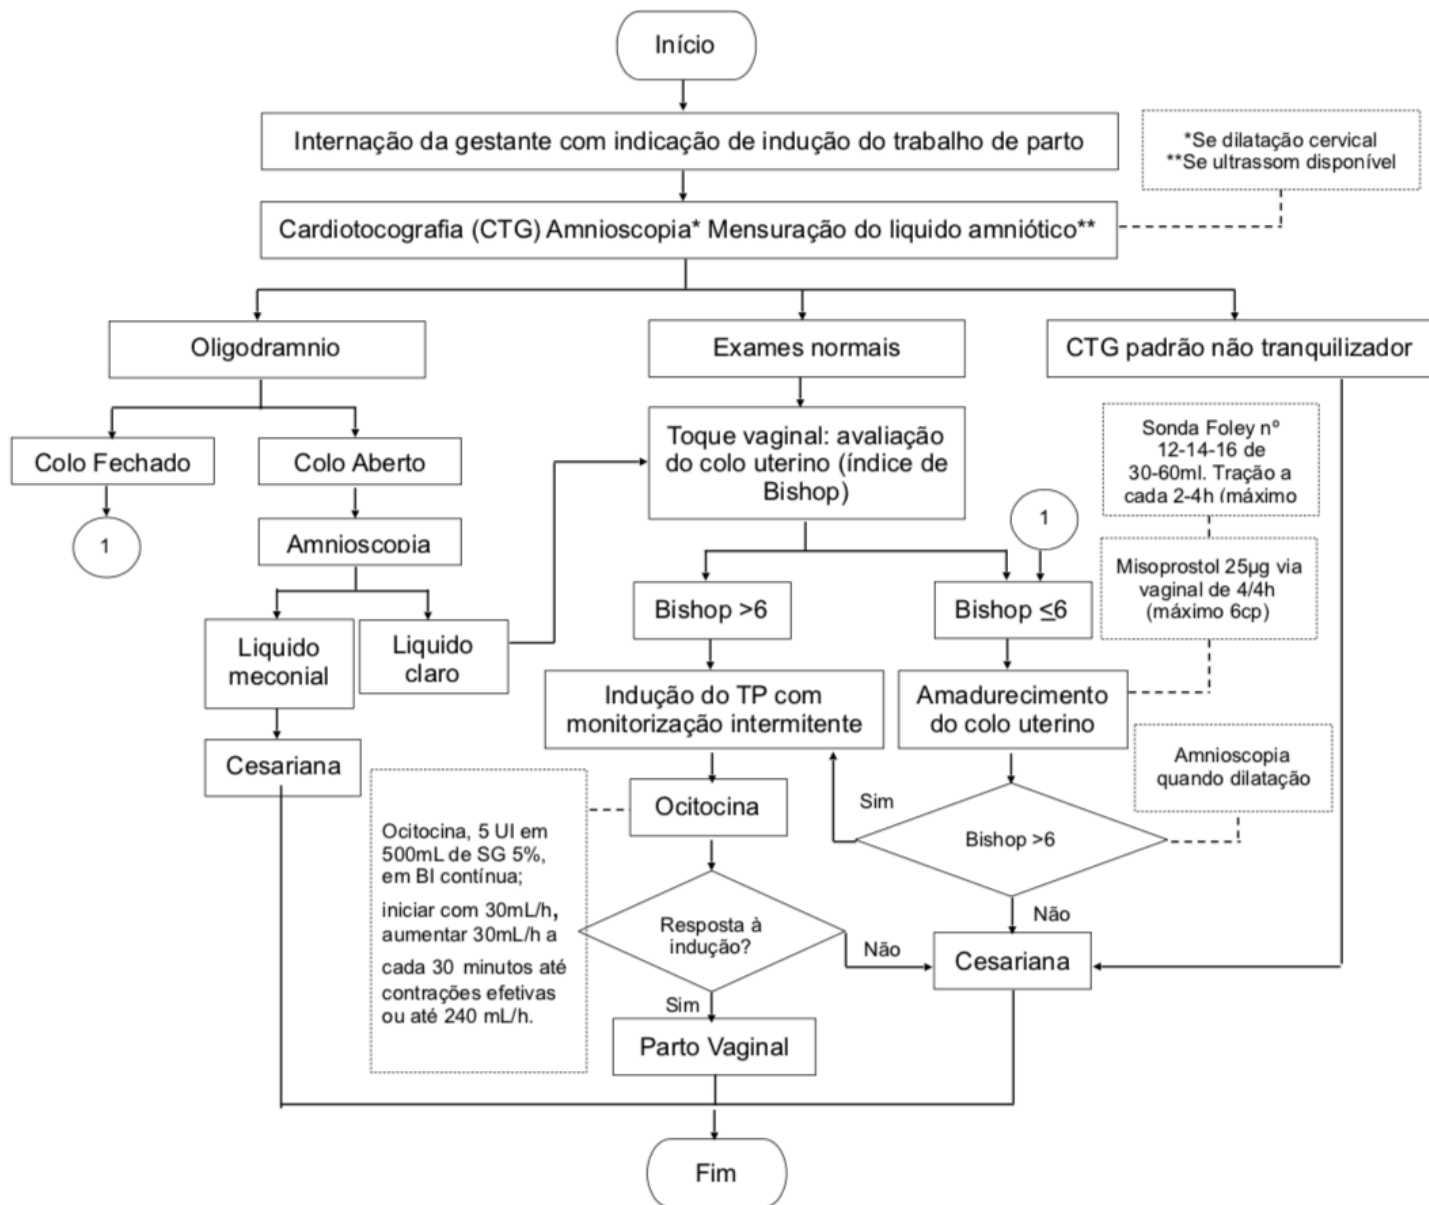 Início
Internação da gestante com indicação de indução do trabalho de parto
*Se dilatação cervical
**Se ultrassom disponível
Cardiotocografia (CTG) Amnioscopia* Mensuração do liquido amniótico**
Oligodramnio
Exames normais
CTG padrão não tranquilizador
Colo Fechado
Colo Aberto
Toque vaginal: avaliação
do colo uterino (índice de
Bishop)
Sonda Foley nº
12-14-16 de
30-60ml. Tração a
cada 2-4h (máximo
1
Amnioscopia
1
Misoprostol 25µg via
vaginal de 4/4h
(máximo 6cp)
Bishop >6
Bishop ≤6
Liquido
meconial
Liquido
claro
Indução do TP com
monitorização intermitente
Amadurecimento
do colo uterino
Cesariana
Amnioscopia
quando dilatação
Ocitocina
Sim
Bishop >6
Ocitocina, 5 UI em
500mL de SG 5%,
em BI contínua;
iniciar com 30mL/h,
aumentar 30mL/h a
cada 30 minutos até
contrações efetivas
ou até 240 mL/h.
Resposta à
indução?
Não
Não
Cesariana
Sim
Parto Vaginal
Fim